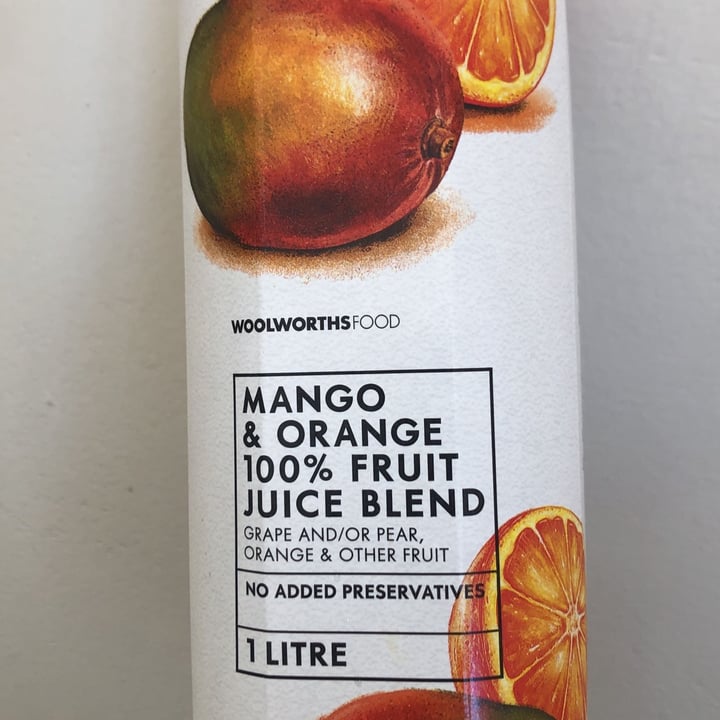 WOOLWORTHSFOOD
MANGO
& ORANGE
100% FRUIT
JUICE BLEND
GRAPE AND/OR PEAR,
ORANGE & OTHER FRUIT
NO ADDED PRESERVATIVES
1 LITRE